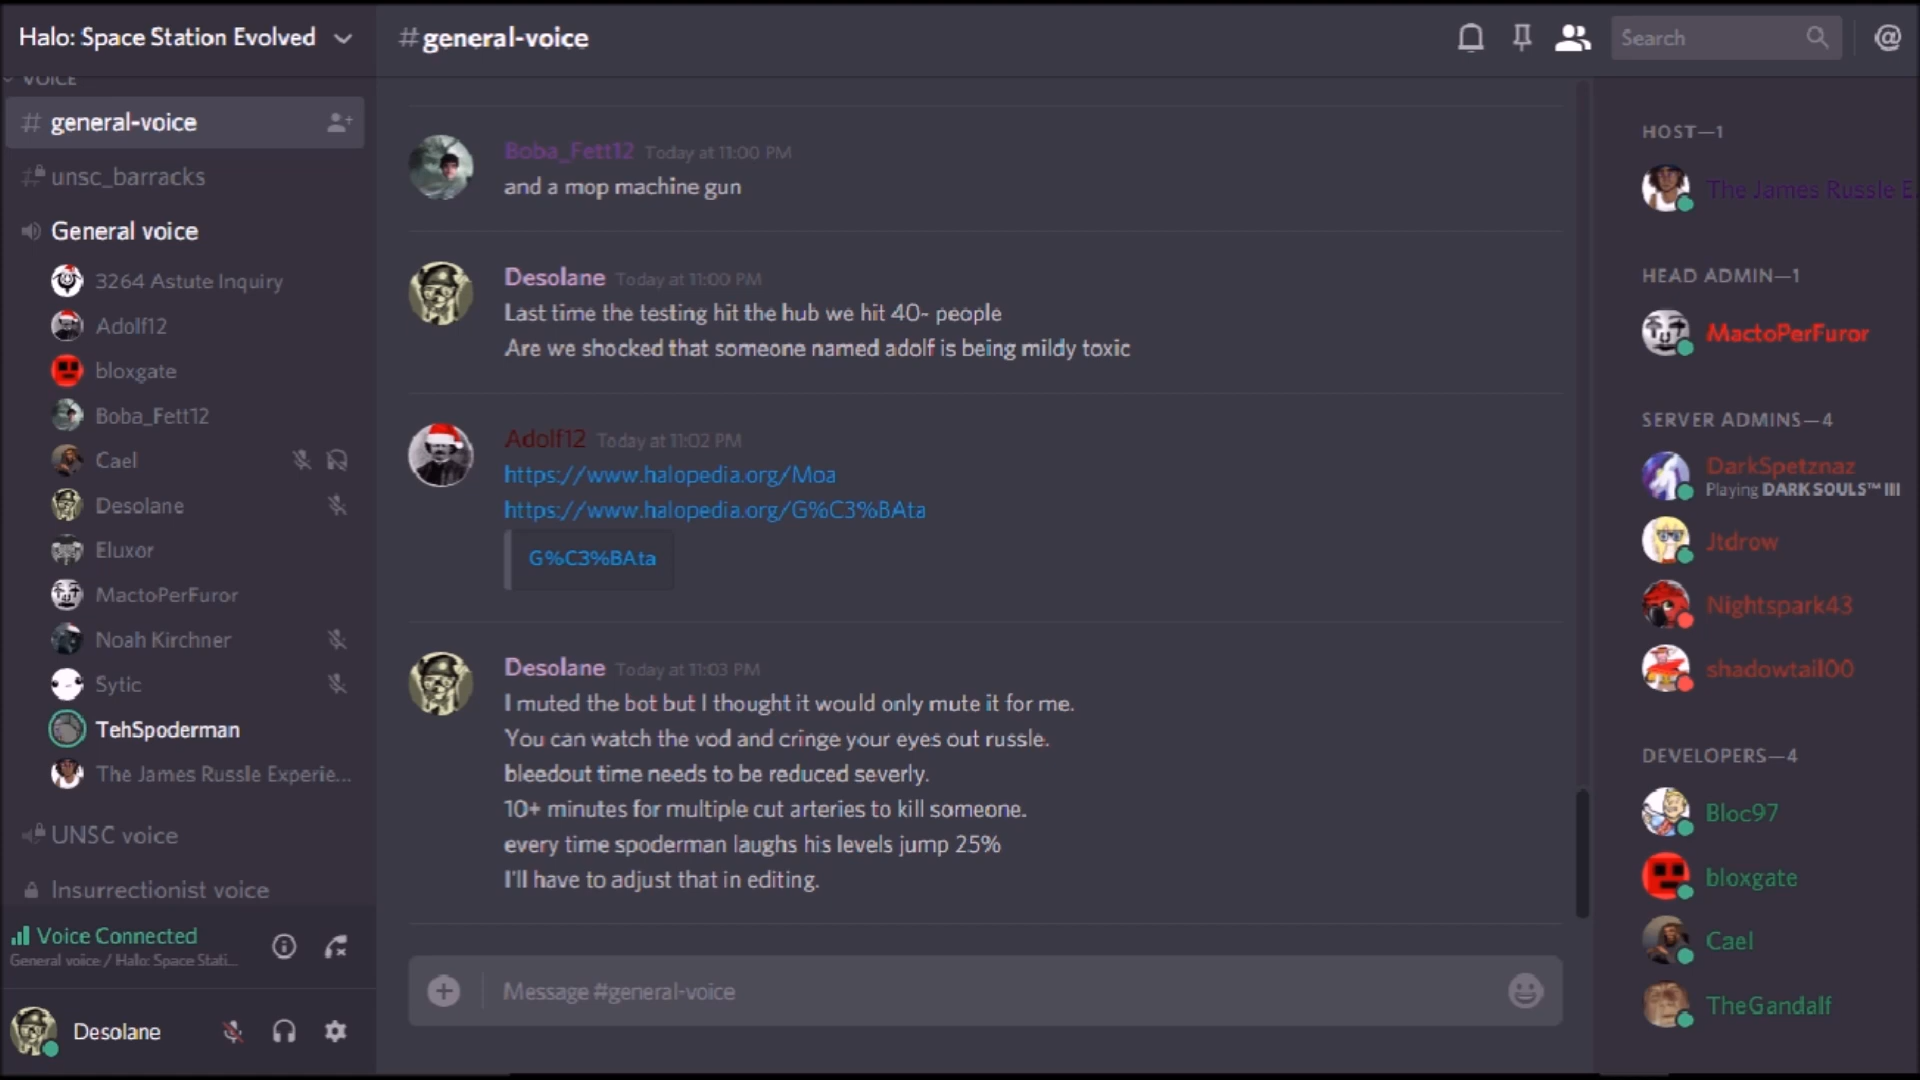 Halo: Space Station Evolved
VOICE
general-voice
unsc_barracks
General voice
3264 Astute Inquiry
Adolf12
bloxgate
Boba_Fett12
Cael
Desolane
Eluxor
MactoPerFuror
Noah Kirchner
Sytic
TehSpoderman
The James Russle Experie...
UNSC voice
Insurrectionist voice
Voice Connected
General voice / Halo: Space Stati...
Desolane
#general-voice
Search
@
Boba_Fett12 Today at 11:00 PM
and a mop machine gun
Desolane Today at 11:00 PM
Last time the testing hit the hub we hit 40- people
Are we shocked that someone named adolf is being mildy toxic
Adolf12 Today at 11:02 PM
https://www.halopedia.org/Moa
https://www.halopedia.org/G%C3%BAta
G%C3%BAta
Desolane Today at 11:03 PM
I muted the bot but I thought it would only mute it for me.
You can watch the vod and cringe your eyes out russle.
bleedout time needs to be reduced severly.
10+ minutes for multiple cut arteries to kill someone.
every time spoderman laughs his levels jump 25%
I'll have to adjust that in editing.
Message #general-voice
HOST—1
The James Russle E.
HEAD ADMIN—1
MactoPerFuror
SERVER ADMINS—4
DarkSpetznaz
Playing DARK SOULS™ III
Jtdrow
Nightspark43
shadowtail00
DEVELOPERS—4
Bloc97
bloxgate
Cael
TheGandalf